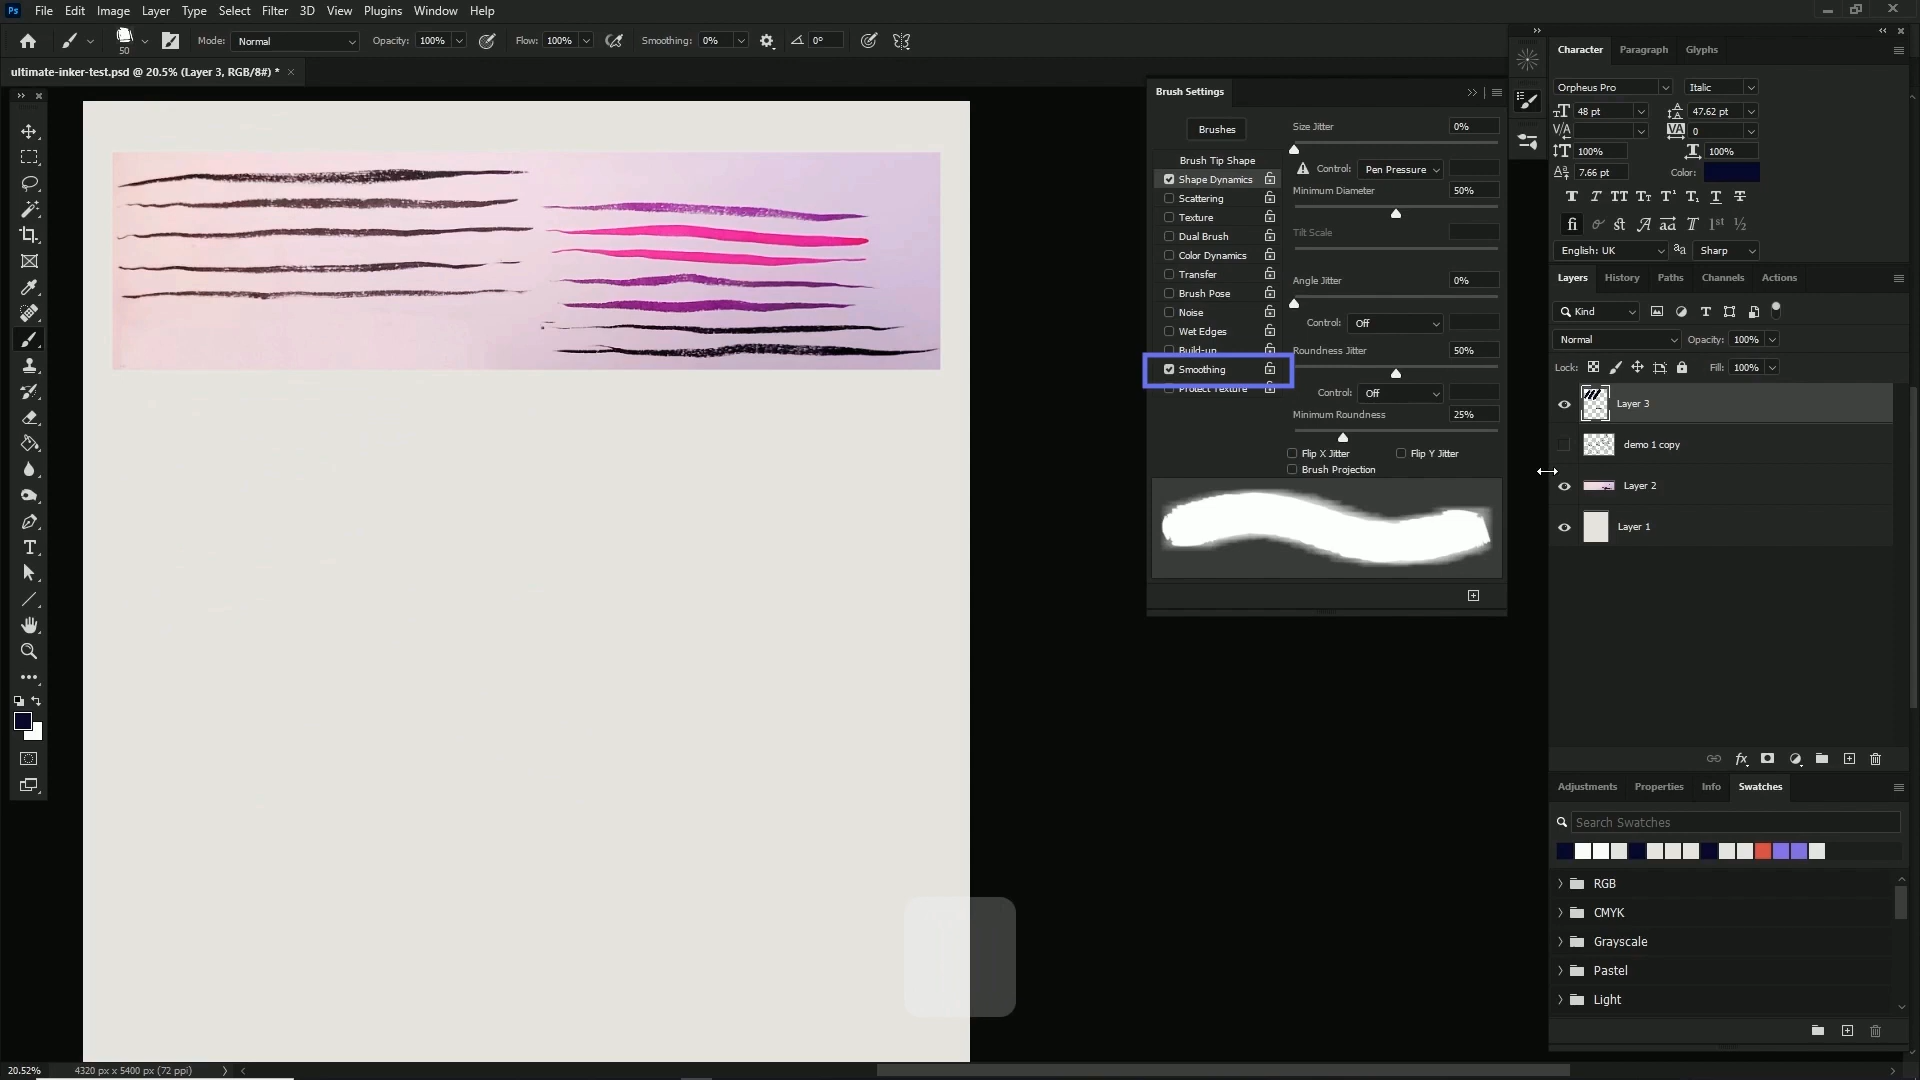 Ps File Edit Image Layer Type Select Filter 3D View Plugins Window Help
50 Mode: Normal Opacity: 100% Flow: 100% Smoothing: 0% 0°
ultimate-inker-test.psd @ 20.5% (Layer 3, RGB/8#) *
Brush Settings
Brushes
Brush Tip Shape
Shape Dynamics
Scattering
Texture
Dual Brush
Color Dynamics
Transfer
Brush Pose
Noise
Wet Edges
Build-up
Smoothing
Protect Texture
Size Jitter 0%
Control: Pen Pressure
Minimum Diameter 50%
Tilt Scale
Angle Jitter 0%
Control: Off
Roundness Jitter 50%
Control: Off
Minimum Roundness 25%
Flip X Jitter Flip Y Jitter
Brush Projection
Character Paragraph Glyphs
Orpheus Pro Italic
48 pt 47.62 pt
0
100% 100%
7.66 pt Color:
English: UK Sharp
Layers History Paths Channels Actions
Kind
Normal Opacity: 100%
Lock: Fill: 100%
Layer 3
demo 1 copy
Layer 2
Layer 1
Adjustments Properties Info Swatches
Search Swatches
RGB
CMYK
Grayscale
Pastel
Light
20.52% 4320 px x 5400 px (72 ppi)